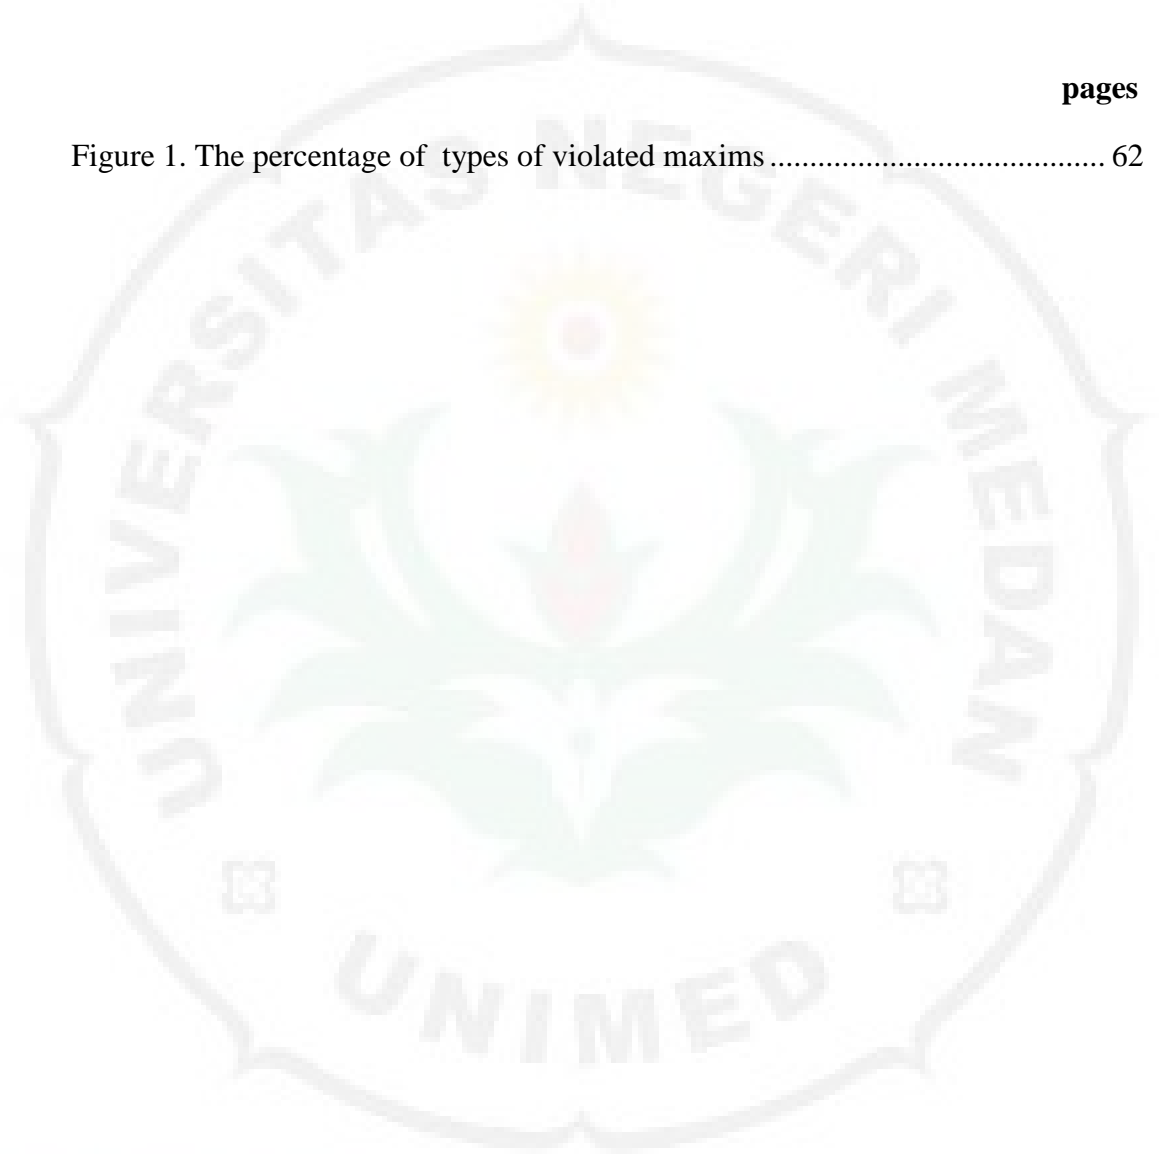 pages
Figure 1. The percentage of  types of violated maxims ......................................... 62
UNIVERSITAS NEGERI MEDAN
UNIMED